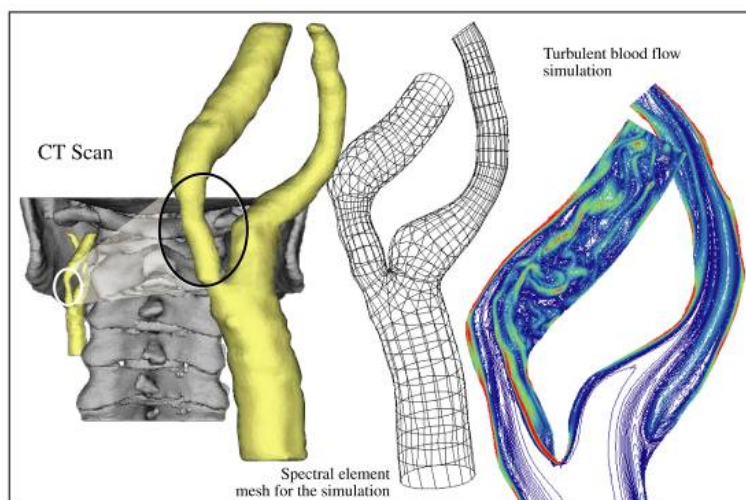 CT Scan
Spectral element
mesh for the simulation
Turbulent blood flow
simulation